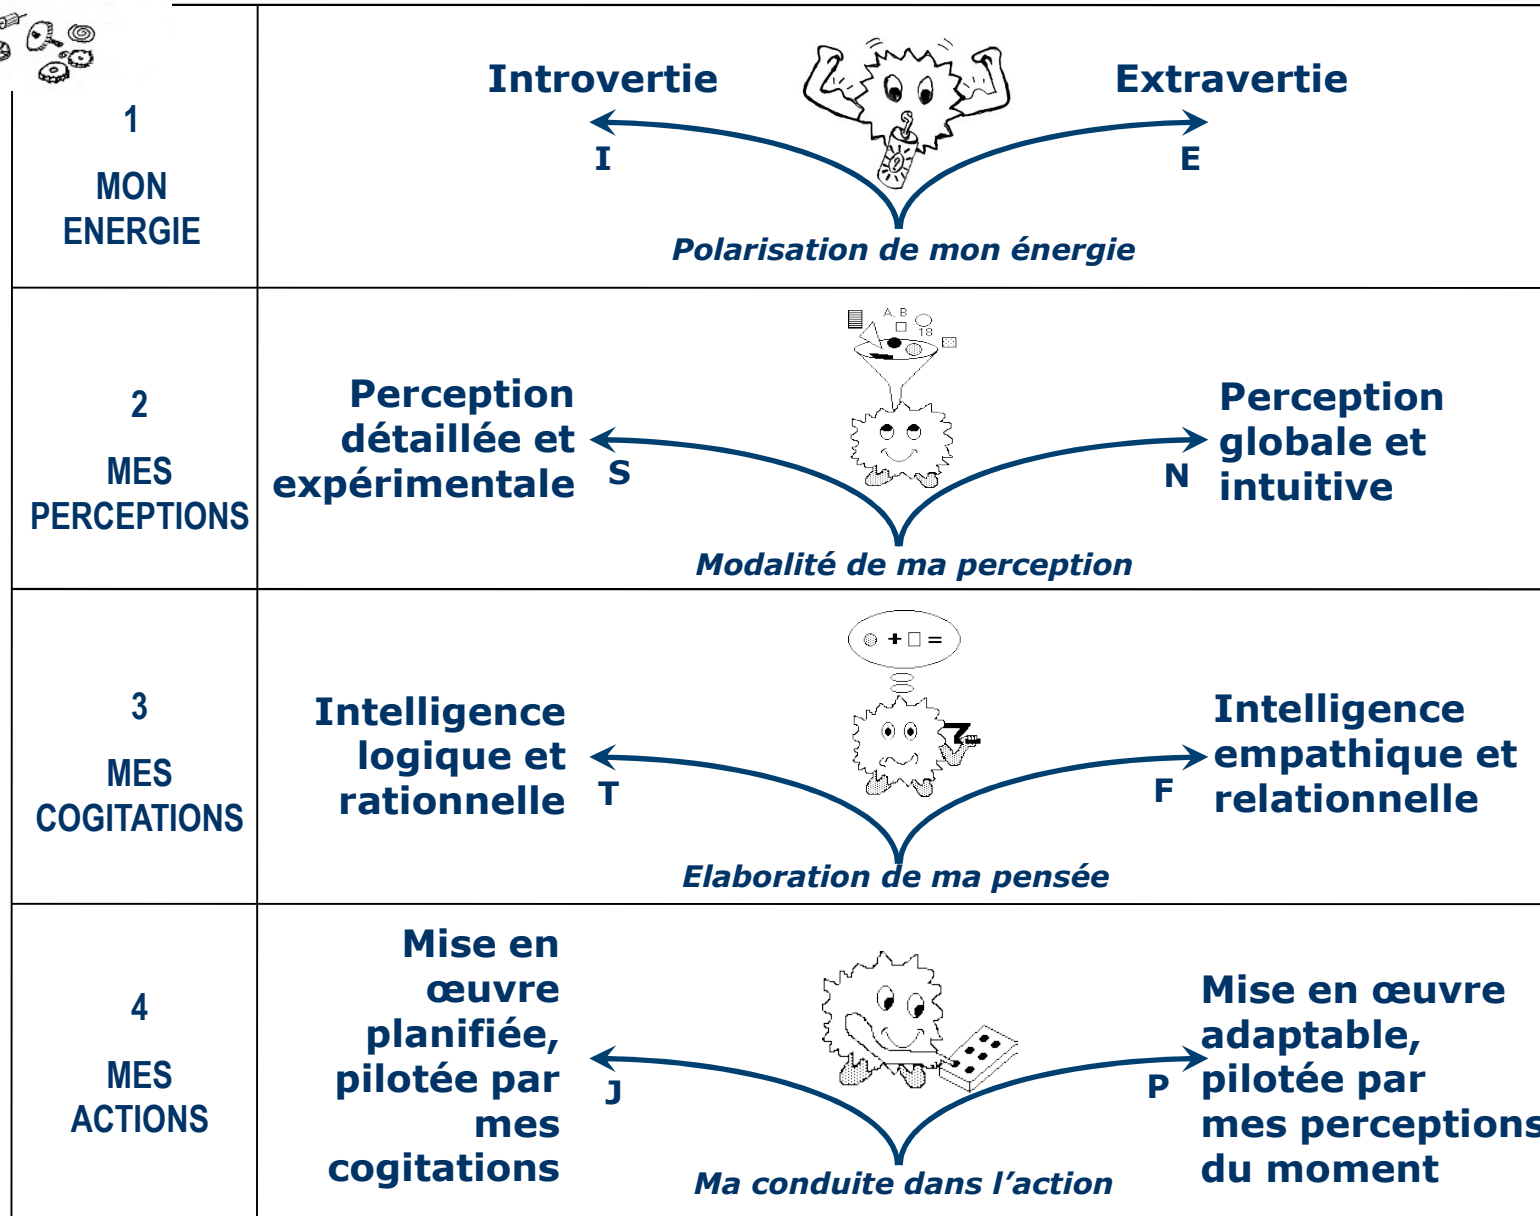 1
MON
ENERGIE
Introvertie
Extravertie
I
E
Polarisation de mon énergie
2
MES
PERCEPTIONS
A, B
18
Perception
détaillée et
expérimentale
S
N
Perception
globale et
intuitive
Modalité de ma perception
3
MES
COGITATIONS
+ =
Intelligence
logique et
rationnelle
T
F
Intelligence
empathique et
relationnelle
Elaboration de ma pensée
4
MES
ACTIONS
Mise en
œuvre
planifiée,
pilotée par
mes
cogitations
J
P
Mise en œuvre
adaptable,
pilotée par
mes perceptions
du moment
Ma conduite dans l’action